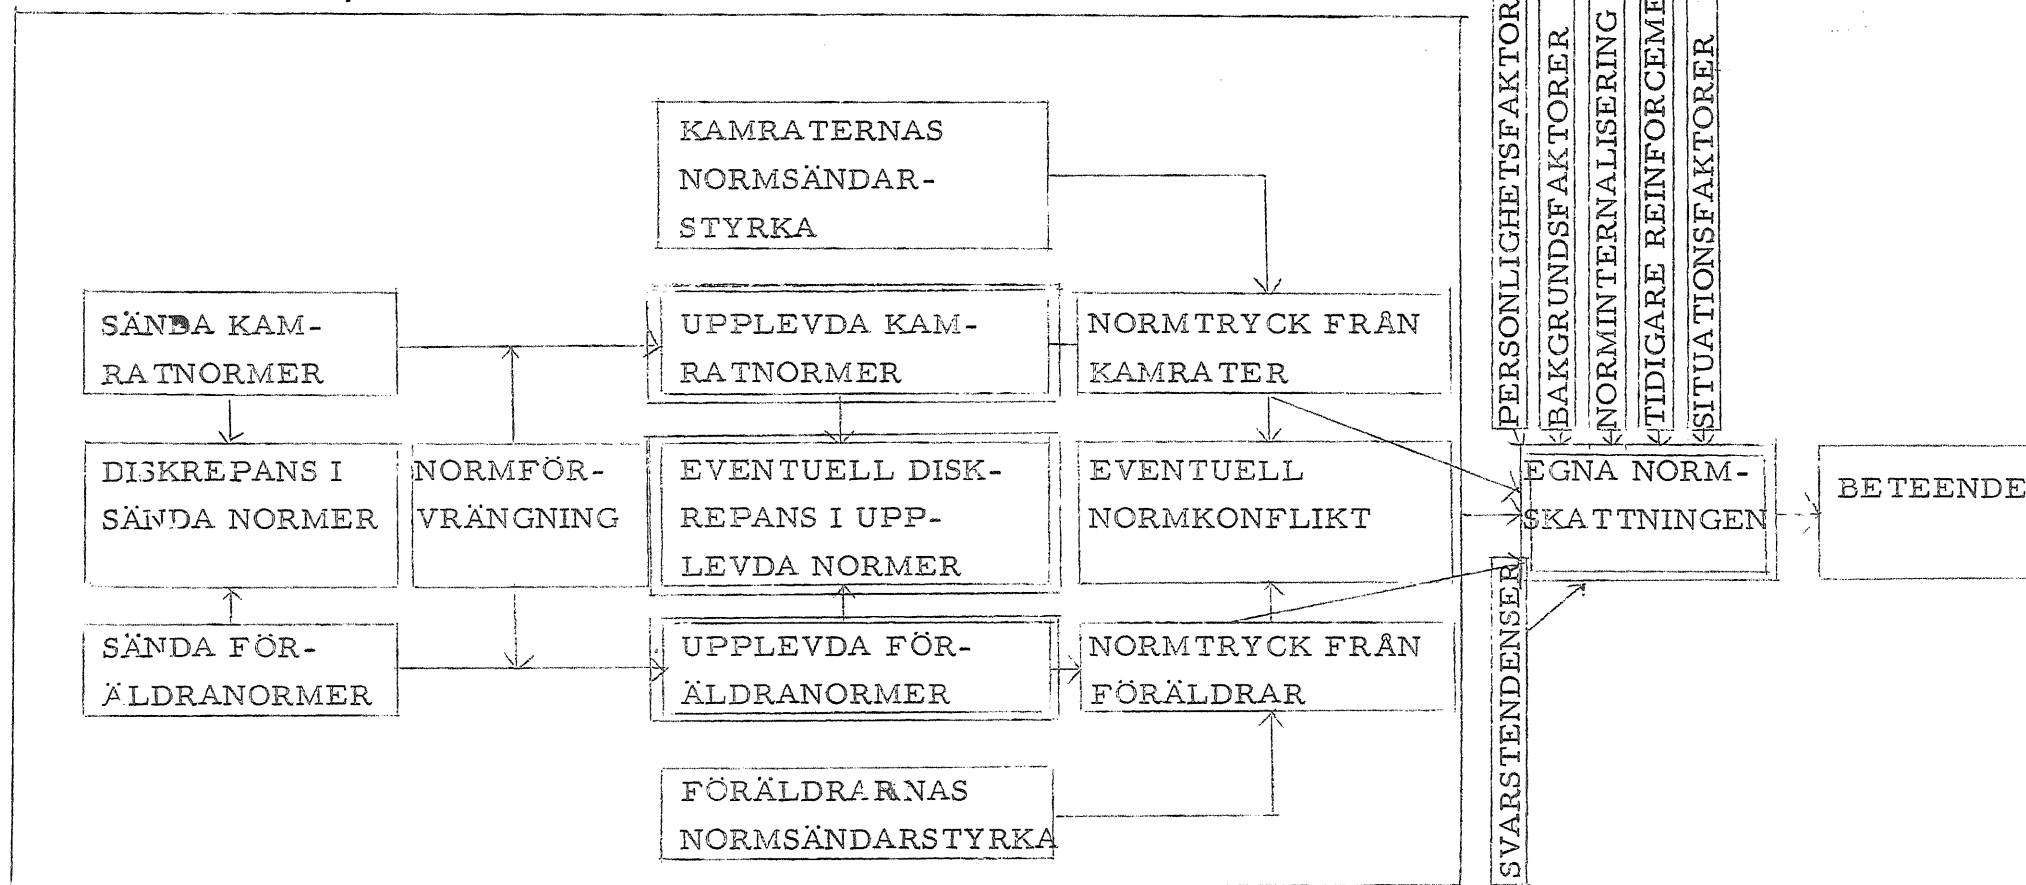 KAMRATERNAS
NORMSÄNDAR-
STYRKA
SÄNDA KAM-
RATNORMER
UPPLEVDA KAM-
RATNORMER
NORMTRYCK FRÅN
KAMRATER
DISKREPANS I
SÄNDA NORMER
NORMFÖR-
VRÄNGNING
EVENTUELL DISK-
REPANS I UPP-
LEVDA NORMER
EVENTUELL
NORMKONFLIKT
SÄNDA FÖR-
ÄLDRANORMER
UPPLEVDA FÖR-
ÄLDRANORMER
NORMTRYCK FRÅN
FÖRÄLDRAR
FÖRÄLDRARNAS
NORMSÄNDARSTYRKA
PERSONLIGHETSFAKTOR
BAKGRUNDSFAKTORER
NORMINTERNALISERING
TIDIGARE REINFORCEME
SITUATIONSFAKTORER
EGNA NORM-
SKATTNINGEN
SVARSTENDENSER
BETEENDE